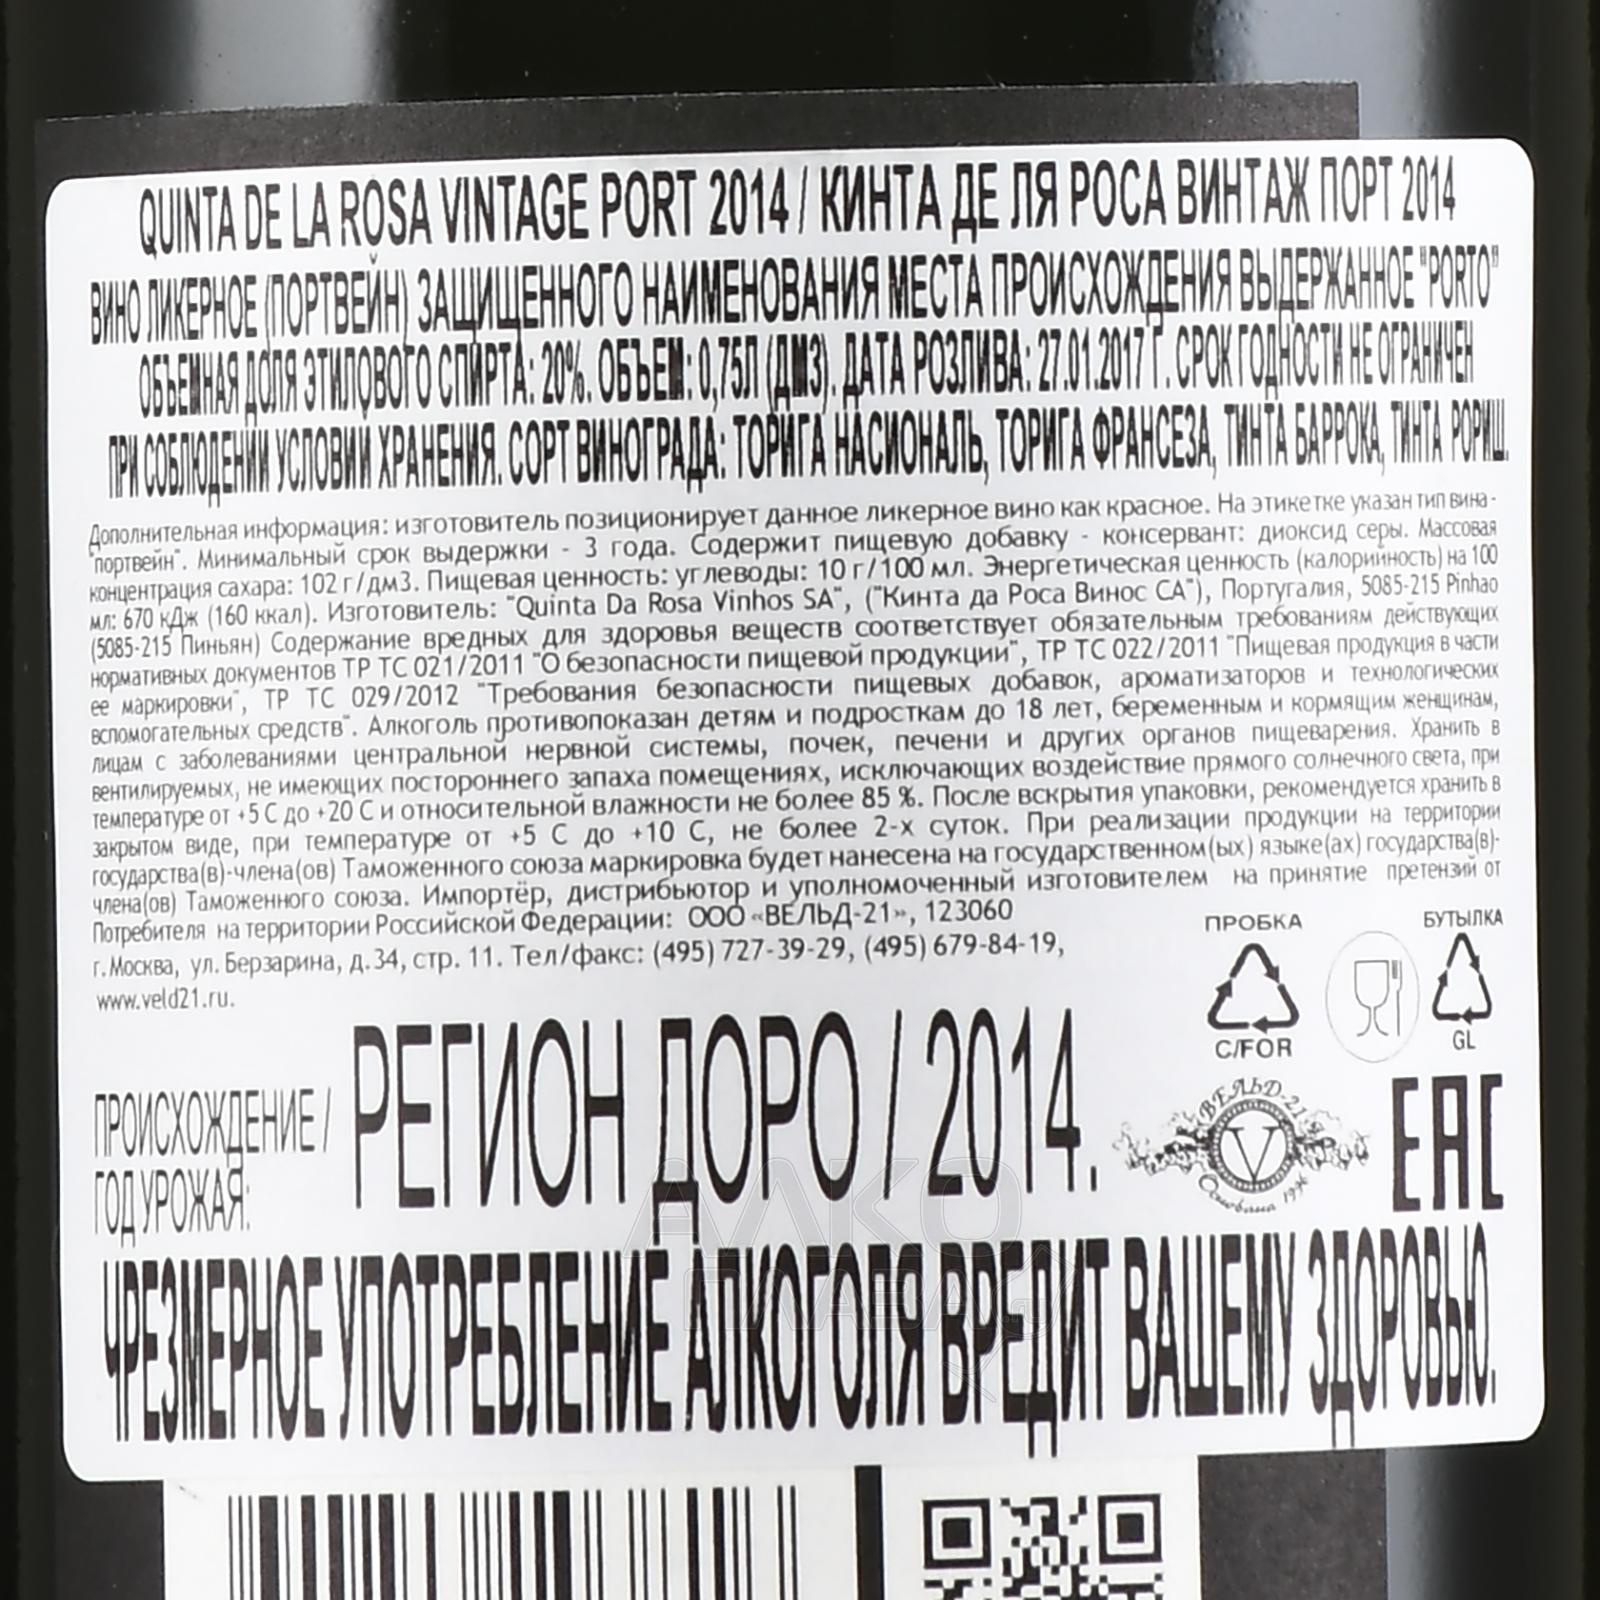 QUINTA DE LA ROSA VINTAGE PORT 2014 / КИНТА ДЕ ЛЯ РОСА ВИНТАЖ ПОРТ 2014
ВИНО ЛИКЕРНОЕ (ПОРТВЕЙН) ЗАЩИЩЕННОГО НАИМЕНОВАНИЯ МЕСТА ПРОИСХОЖДЕНИЯ ВЫДЕРЖАННОЕ "PORTO"
ОБЪЕМНАЯ ДОЛЯ ЭТИЛОВОГО СПИРТА: 20%. ОБЪЕМ: 0,75Л (ДМ3). ДАТА РОЗЛИВА: 27.01.2017 Г. СРОК ГОДНОСТИ НЕ ОГРАНИЧЕН
ПРИ СОБЛЮДЕНИИ УСЛОВИИ ХРАНЕНИЯ. СОРТ ВИНОГРАДА: ТОРИГА НАСИОНАЛЬ, ТОРИГА ФРАНСЕЗА, ТИНТА БАРРОКА, ТИНТА РОРИШ.
Дополнительная информация: изготовитель позиционирует данное ликерное вино как красное. На этикетке указан тип вина -
"портвейн". Минимальный срок выдержки - 3 года. Содержит пищевую добавку - консервант: диоксид серы. Массовая
концентрация сахара: 102 г/дм3. Пищевая ценность: углеводы: 10 г/100 мл. Энергетическая ценность (калорийность) на 100
мл: 670 кДж (160 ккал). Изготовитель: "Quinta Da Rosa Vinhos SA", ("Кинта да Роса Винос СА"), Португалия, 5085-215 Pinhao
(5085-215 Пиньян) Содержание вредных для здоровья веществ соответствует обязательным требованиям действующих
нормативных документов ТР ТС 021/2011 "О безопасности пищевой продукции", ТР ТС 022/2011 "Пищевая продукция в части
ее маркировки", ТР ТС 029/2012 "Требования безопасности пищевых добавок, ароматизаторов и технологических
вспомогательных средств". Алкоголь противопоказан детям и подросткам до 18 лет, беременным и кормящим женщинам,
лицам с заболеваниями центральной нервной системы, почек, печени и других органов пищеварения. Хранить в
вентилируемых, не имеющих постороннего запаха помещениях, исключающих воздействие прямого солнечного света, при
температуре от +5 С до +20 С и относительной влажности не более 85 %. После вскрытия упаковки, рекомендуется хранить в
закрытом виде, при температуре от +5 С до +10 С, не более 2-х суток. При реализации продукции на территории
государства(в)-члена(ов) Таможенного союза маркировка будет нанесена на государственном(ых) языке(ах) государства(в)-
члена(ов) Таможенного союза. Импортёр, дистрибьютор и уполномоченный изготовителем на принятие претензий от
Потребителя на территории Российской Федерации: ООО «ВЕЛЬД-21», 123060
г. Москва, ул. Берзарина, д. 34, стр. 11. Тел/факс: (495) 727-39-29, (495) 679-84-19,
www.veld21.ru.
ПРОБКА
БУТЫЛКА
C/FOR
GL
ПРОИСХОЖДЕНИЕ /
ГОД УРОЖАЯ:
РЕГИОН ДОРО / 2014.
ВЕЛЬД-21
V
Основана 1996
ЕАС
ЧРЕЗМЕРНОЕ УПОТРЕБЛЕНИЕ АЛКОГОЛЯ ВРЕДИТ ВАШЕМУ ЗДОРОВЬЮ.